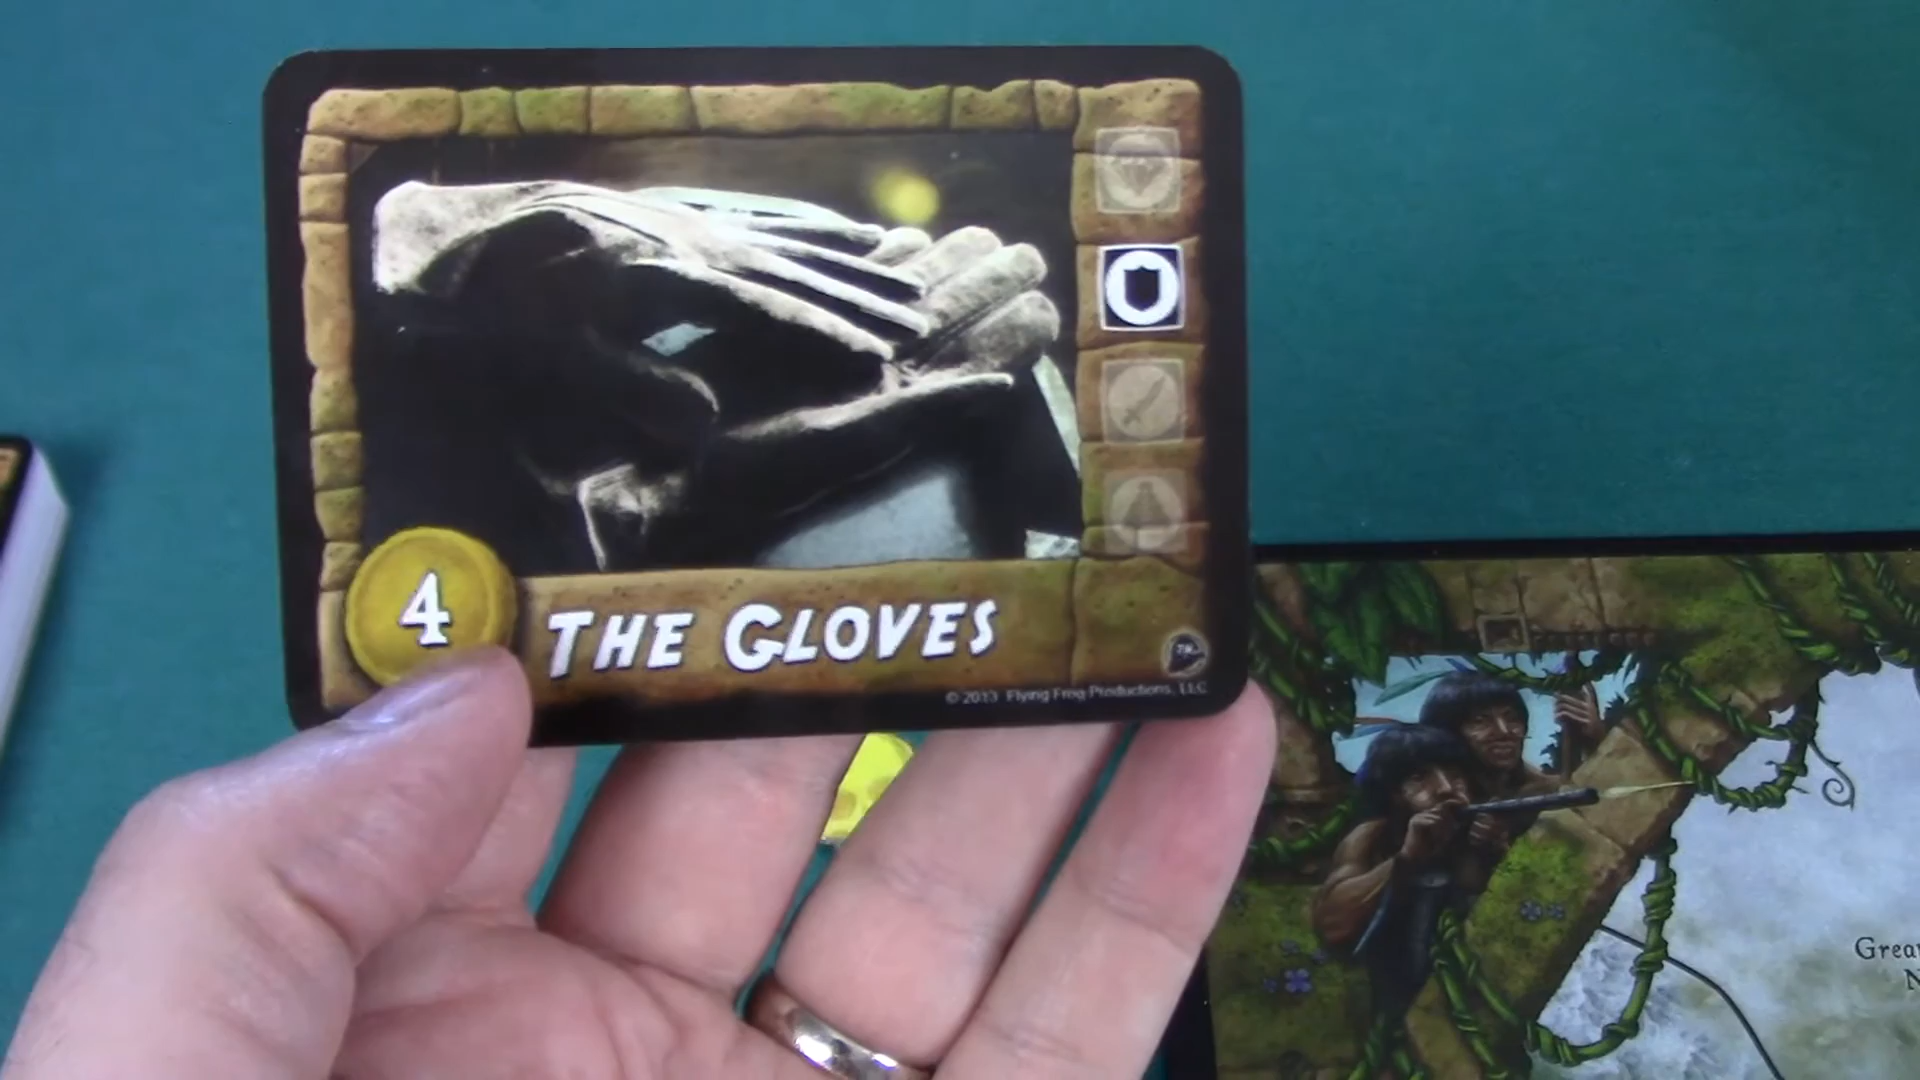 4
THE GLOVES
© 2013 Flying Frog Productions, LLC
Grea
N